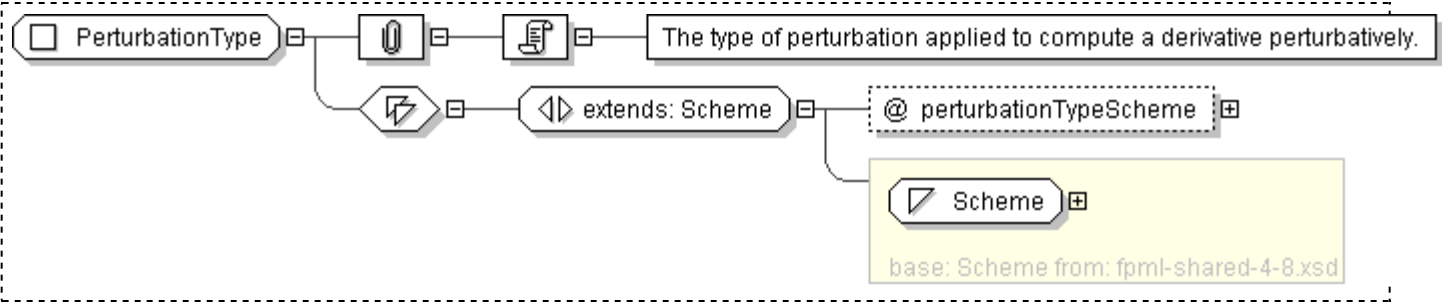 PerturbationType
The type of perturbation applied to compute a derivative perturbatively.
extends: Scheme
@ perturbationTypeScheme
Scheme
base: Scheme from: fpml-shared-4-8.xsd